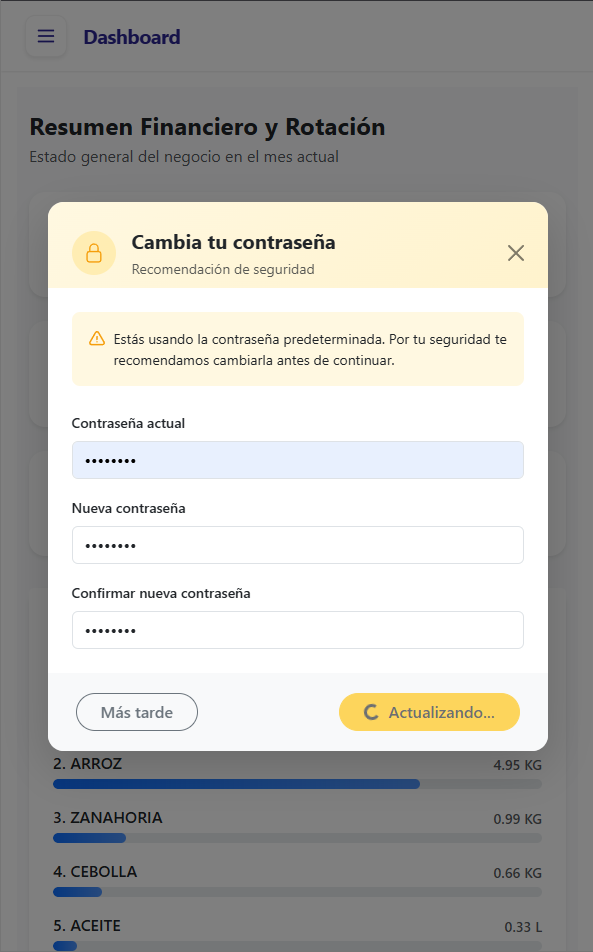 Dashboard
Resumen Financiero y Rotación
Estado general del negocio en el mes actual
Cambia tu contraseña
Recomendación de seguridad
Estás usando la contraseña predeterminada. Por tu seguridad te
recomendamos cambiarla antes de continuar.
Contraseña actual
••••••••
Nueva contraseña
••••••••
Confirmar nueva contraseña
••••••••
Más tarde
Actualizando...
2. ARROZ 4.95 KG
3. ZANAHORIA 0.99 KG
4. CEBOLLA 0.66 KG
5. ACEITE 0.33 L